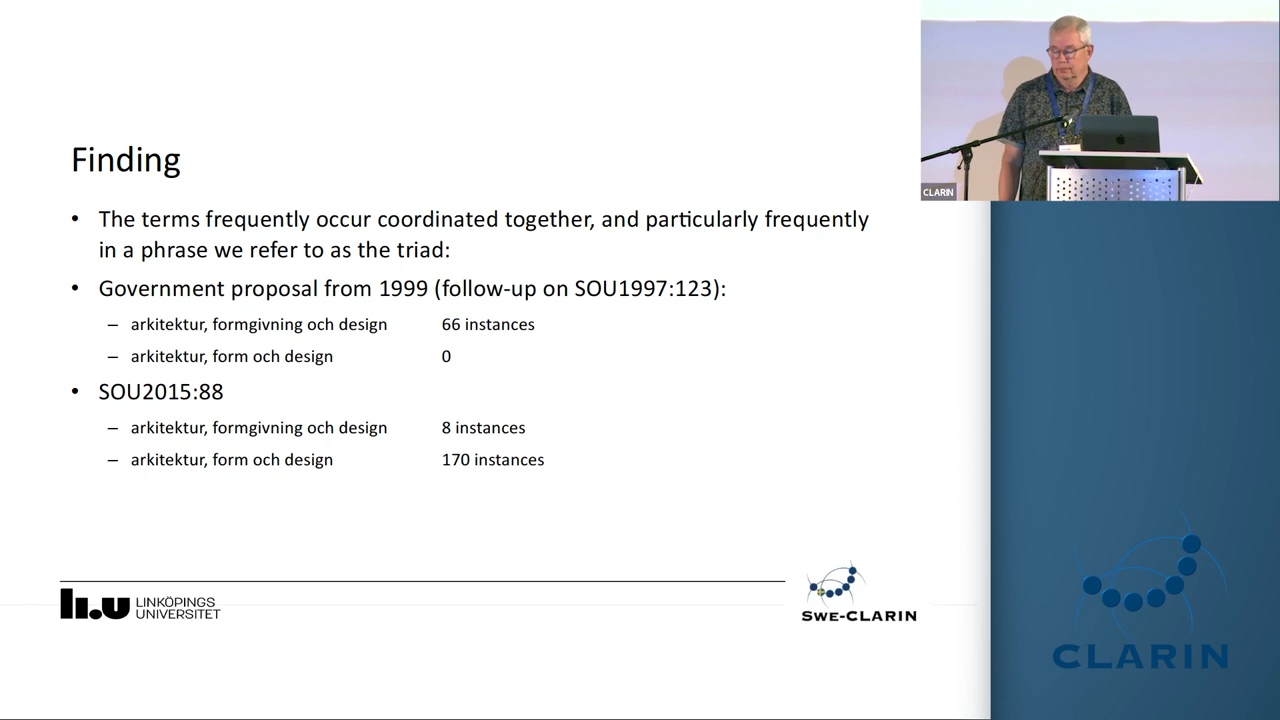 Finding
• The terms frequently occur coordinated together, and particularly frequently
in a phrase we refer to as the triad:
• Government proposal from 1999 (follow-up on SOU1997:123):
– arkitektur, formgivning och design 66 instances
– arkitektur, form och design 0
• SOU2015:88
– arkitektur, formgivning och design 8 instances
– arkitektur, form och design 170 instances
CLARIN
li.u LINKÖPINGS
UNIVERSITET
SWE-CLARIN
CLARIN